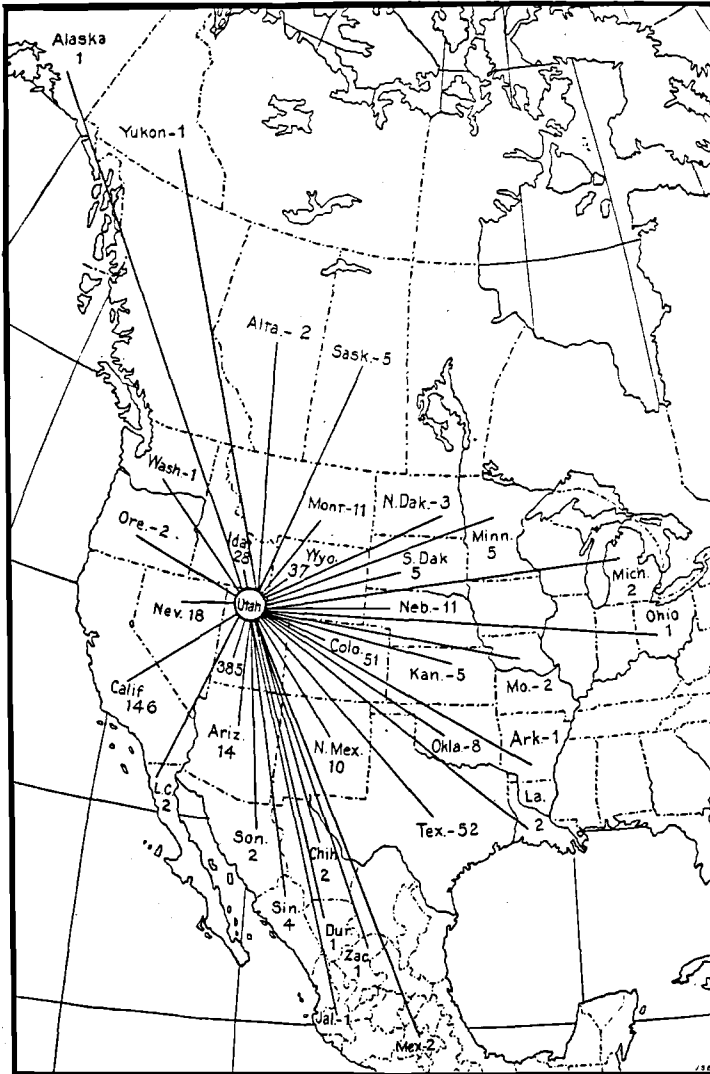 Alaska
1
Yukon-1
Alta.- 2
Sask.-5
Wash-1
Mont-11
N.Dak.-3
Ore.-2
Ida.
28
Wyo.
37
Minn.
5
S.Dak
5
Mich.
2
Utah
Nev. 18
Neb.-11
Ohio
1
385
Colo.
51
Kan.-5
Mo.-2
Calif
146
Ariz.
14
N.Mex.
10
Okla-8
Ark.-1
L.C.
2
La.
2
Son.
2
Chih.
2
Tex.-52
Sin.
4
Dur.
1
Zac.
1
Jal.-1
Mex-2